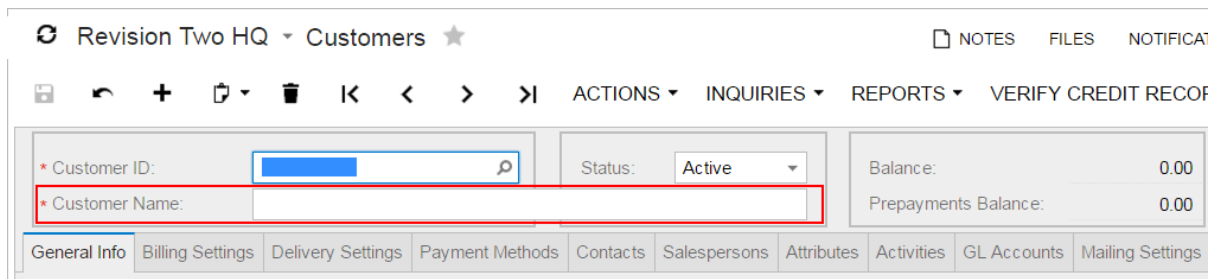 Revision Two HQ Customers NOTES FILES
ACTIONS INQUIRIES REPORTS VERIFY CREDIT
* Customer ID: Status: Active Balance: 0.00
* Customer Name: Prepayments Balance: 0.00
General Info Billing Settings Delivery Settings Payment Methods Contacts Salespersons Attributes Activities GL Accounts Mailing Settings